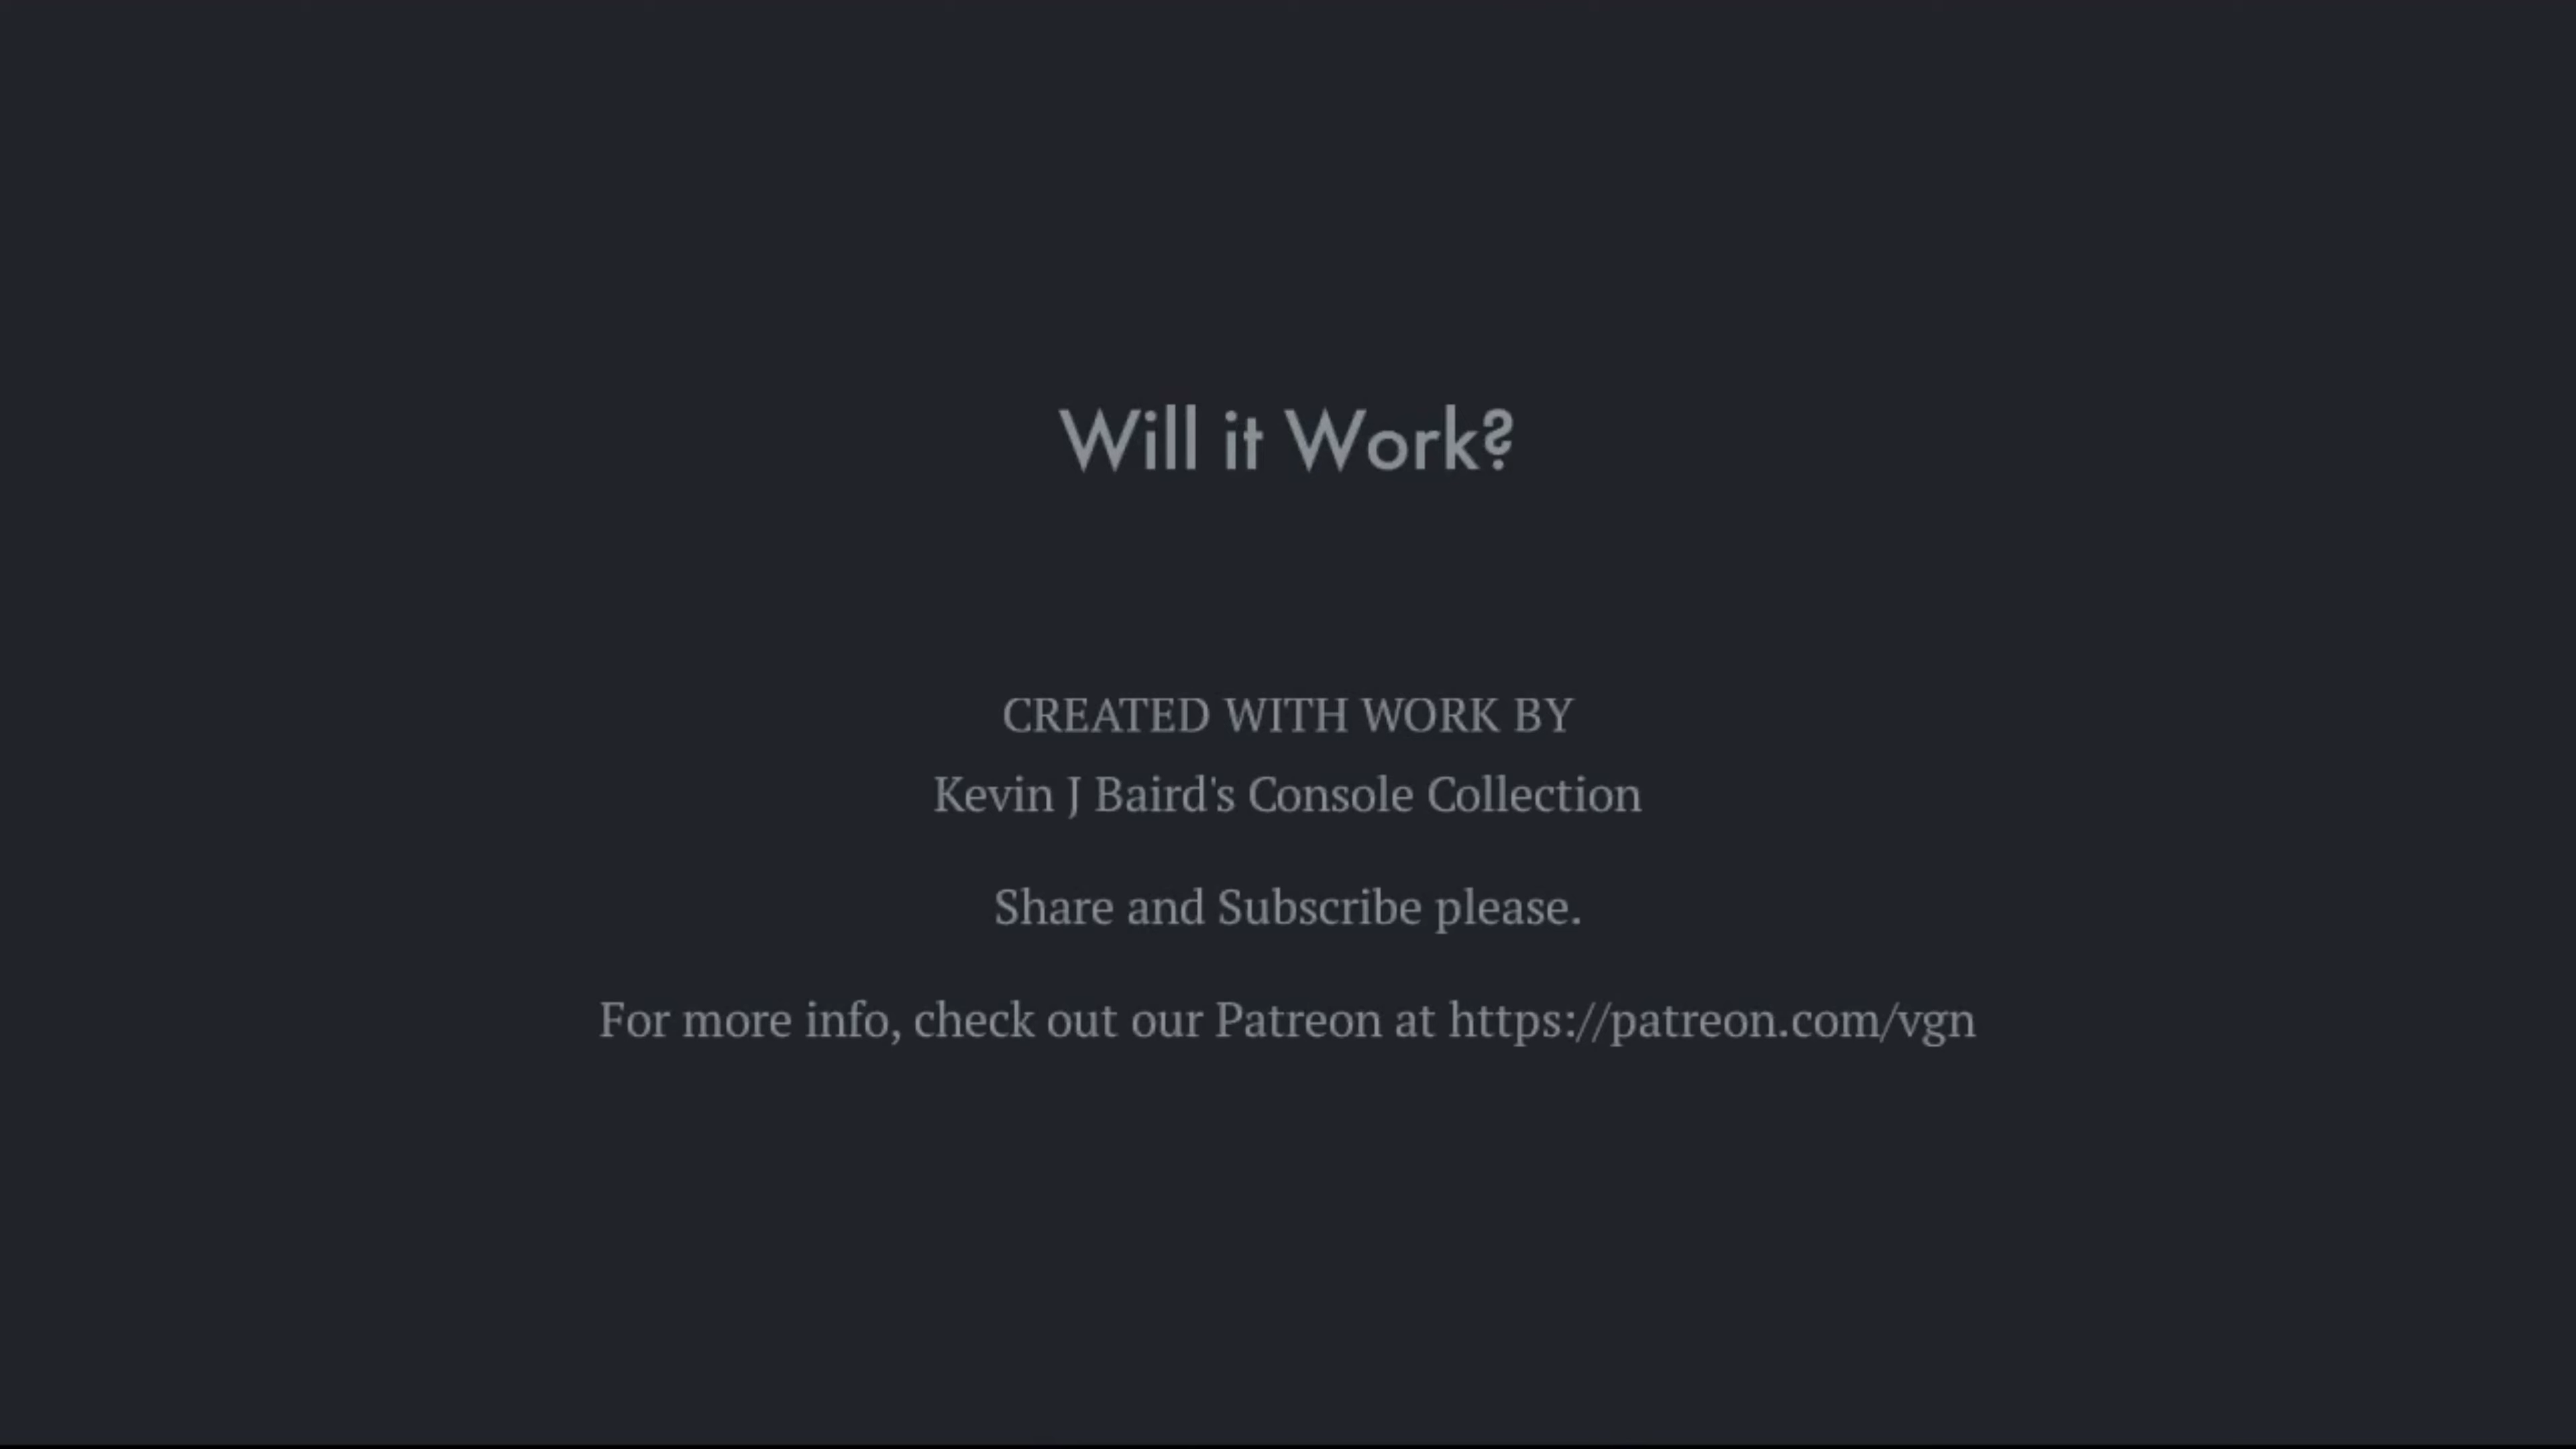 Will it Work?
CREATED WITH WORK BY
Kevin J Baird's Console Collection
Share and Subscribe please.
For more info, check out our Patreon at https://patreon.com/vgn